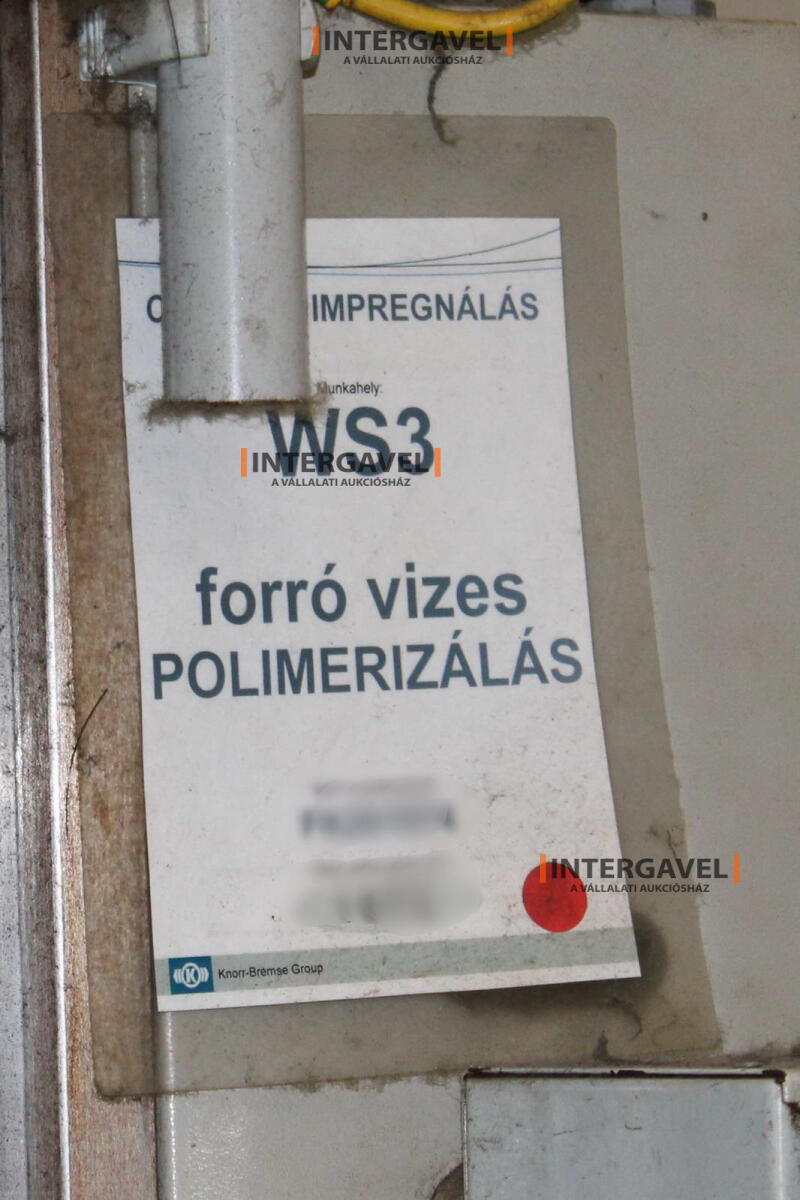 INTERGAVEL
A VÁLLALATI AUKCIÓSHÁZ
IMPREGNÁLÁS
Munkahely:
WS3
INTERGAVEL
A VÁLLALATI AUKCIÓSHÁZ
forró vizes
POLIMERIZÁLÁS
INTERGAVEL
A VÁLLALATI AUKCIÓSHÁZ
Knorr-Bremse Group